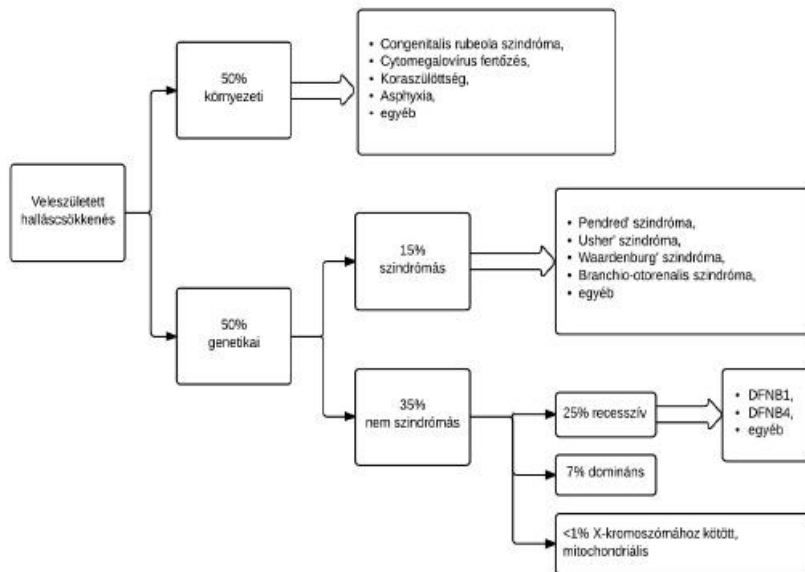 Veleszületett
halláscsökkenés
50%
környezeti
• Congenitalis rubeola szindróma,
• Cytomegalovírus fertőzés,
• Koraszülöttség,
• Asphyxia,
• egyéb
50%
genetikai
15%
szindrómás
• Pendred' szindróma,
• Usher' szindróma,
• Waardenburg' szindróma,
• Branchio-otorenalis szindróma,
• egyéb
35%
nem szindrómás
25% recesszív
• DFNB1,
• DFNB4,
• egyéb
7% domináns
<1% X-kromoszómához kötött,
mitochondriális